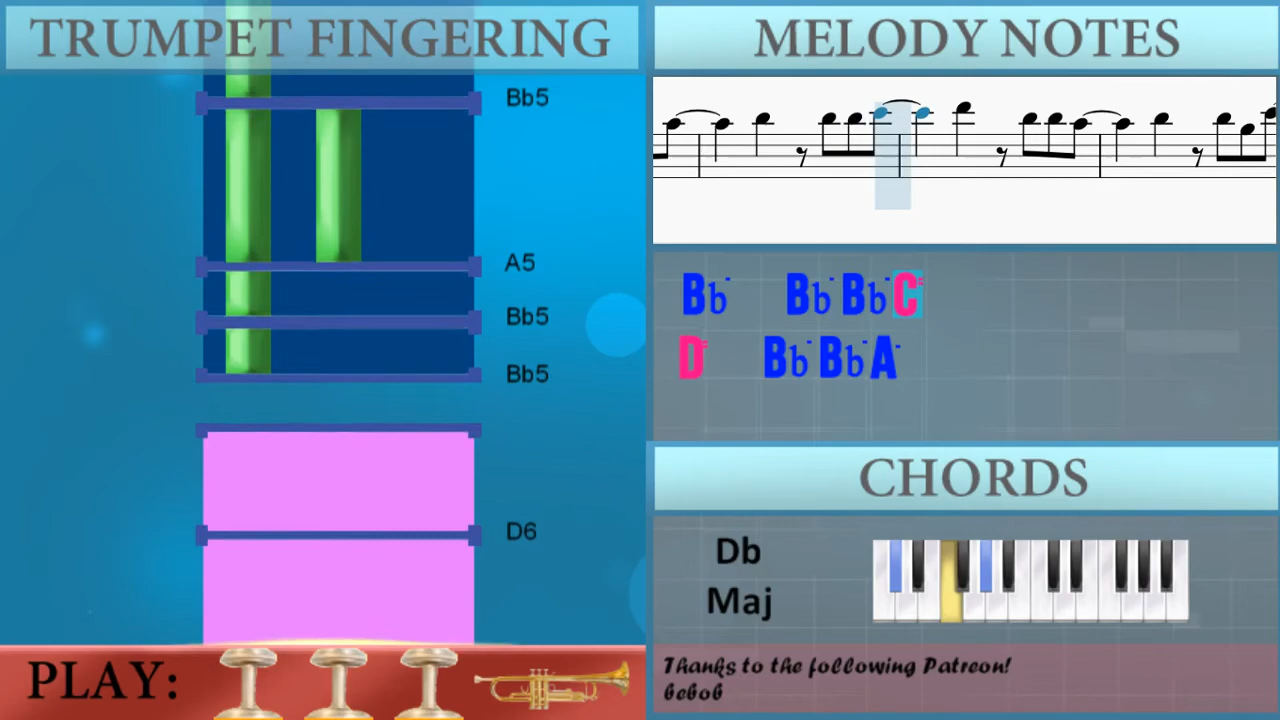 TRUMPET FINGERING
Bb5
A5
Bb5
Bb5
D6
PLAY:
MELODY NOTES
Bb- Bb- Bb- C
D Bb- Bb- A-
CHORDS
Db
Maj
Thanks to the following Patreon!
bebob